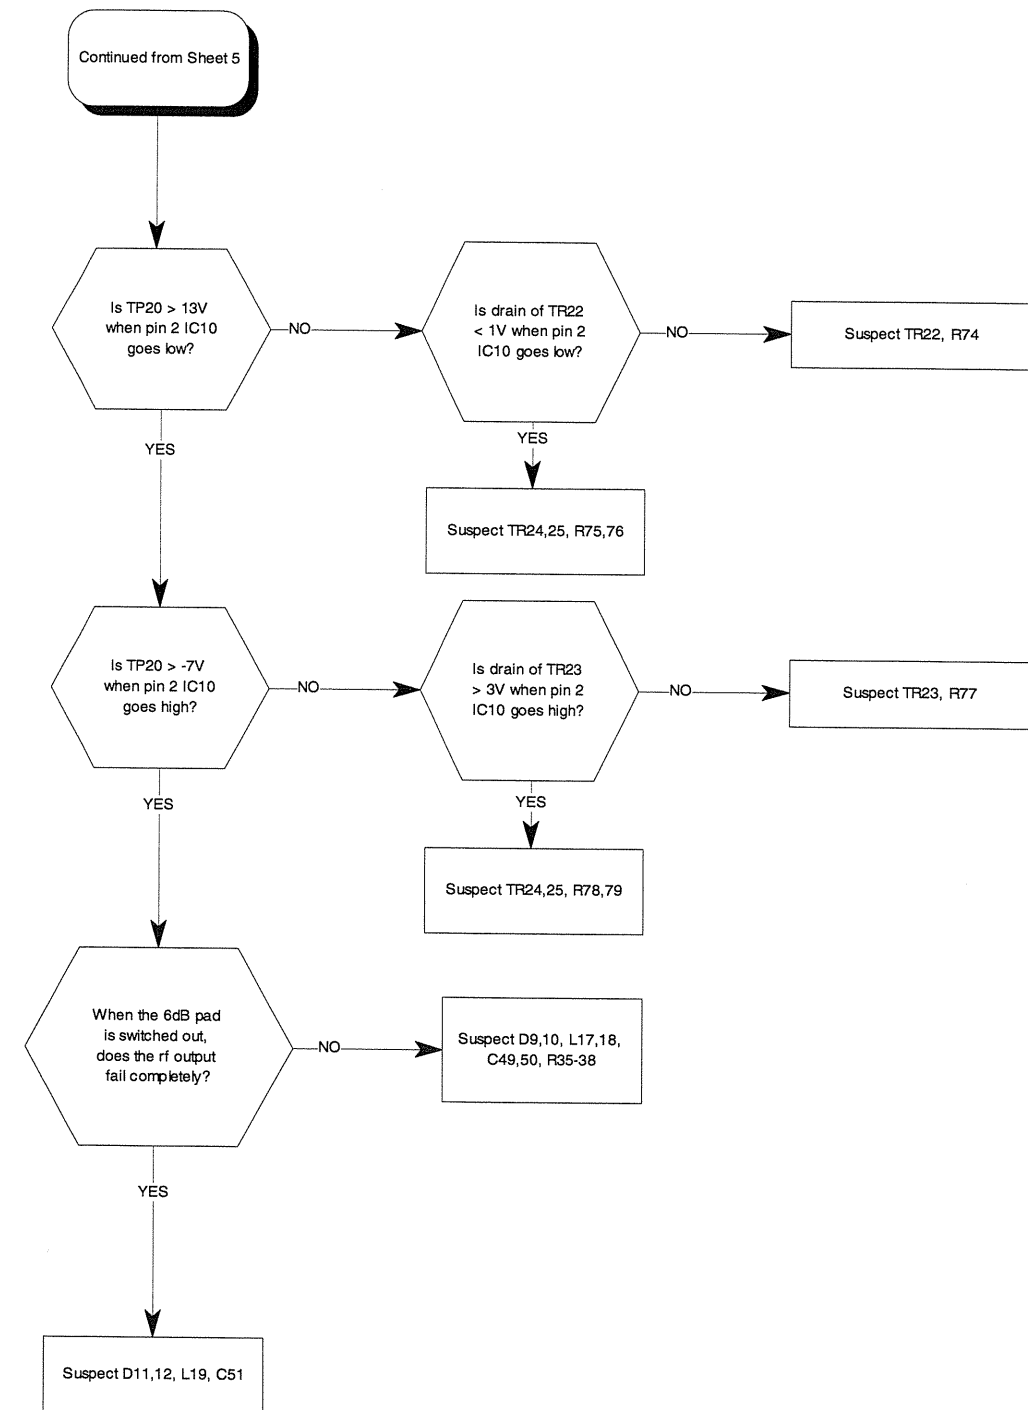 Continued from Sheet 5
Is TP20 > 13V
when pin 2 IC10
goes low?
NO
Is drain of TR22
< 1V when pin 2
IC10 goes low?
NO
Suspect TR22, R74
YES
YES
Suspect TR24,25, R75,76
Is TP20 > -7V
when pin 2 IC10
goes high?
NO
Is drain of TR23
> 3V when pin 2
IC10 goes high?
NO
Suspect TR23, R77
YES
YES
Suspect TR24,25, R78,79
When the 6dB pad
is switched out,
does the rf output
fail completely?
NO
Suspect D9,10, L17,18,
C49,50, R35-38
YES
Suspect D11,12, L19, C51